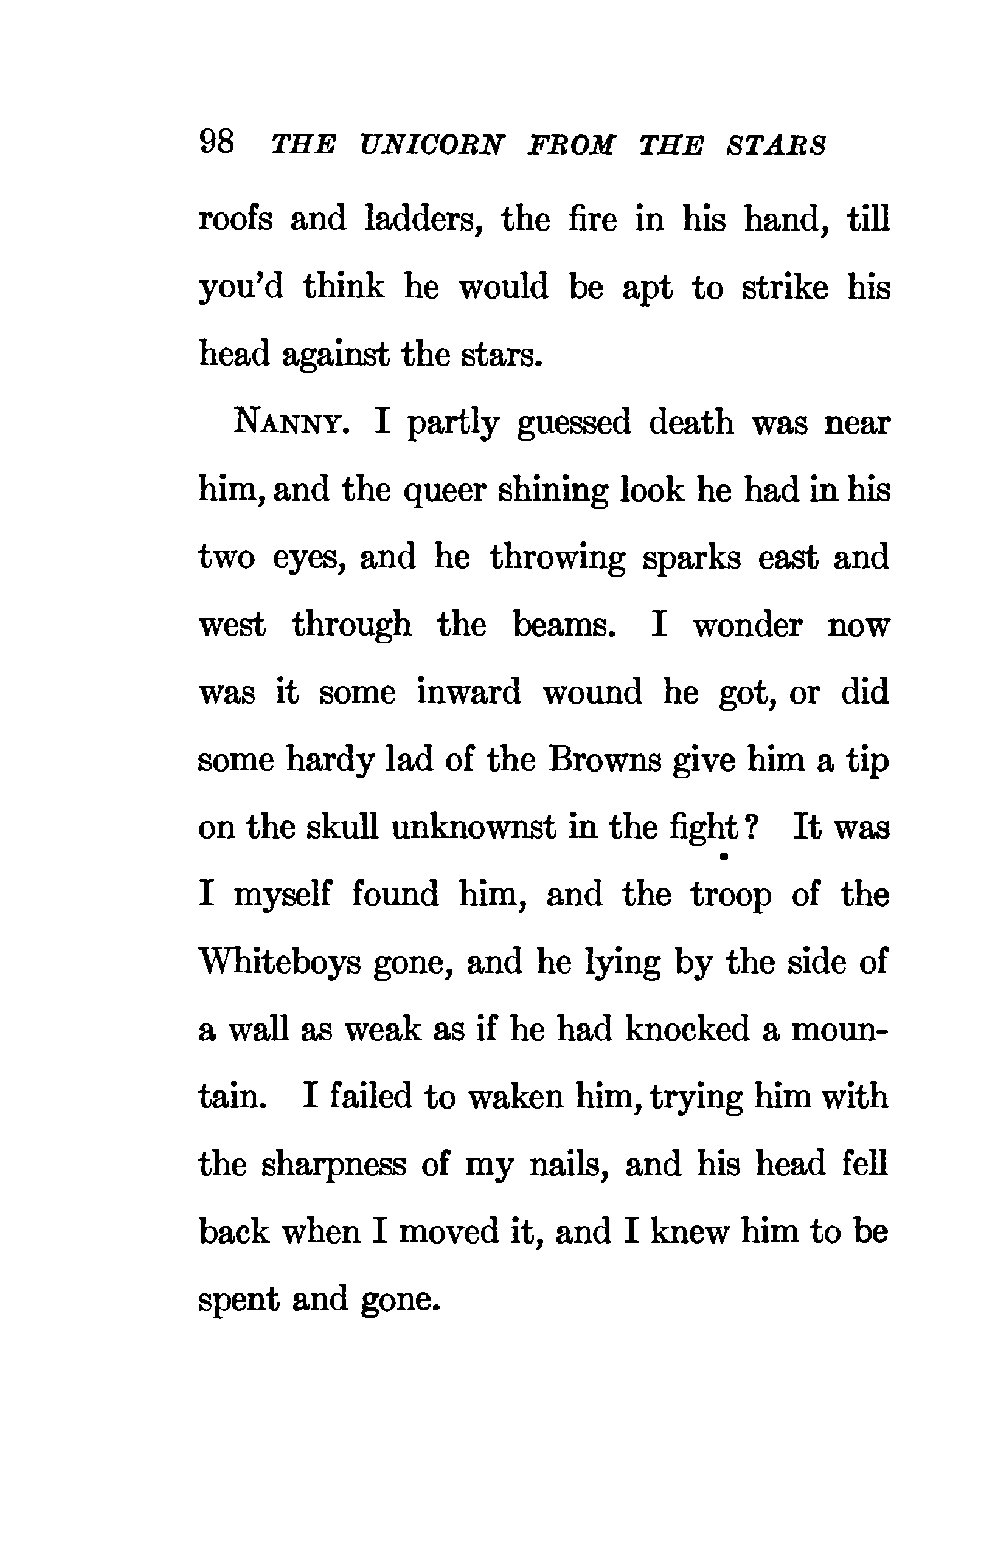 98 THE UNICORN FROM THE STARS
roofs and ladders, the fire in his hand, till
you'd think he would be apt to strike his
head against the stars.
NANNY. I partly guessed death was near
him, and the queer shining look he had in his
two eyes, and he throwing sparks east and
west through the beams. I wonder now
was it some inward wound he got, or did
some hardy lad of the Browns give him a tip
on the skull unknownst in the fight? It was
I myself found him, and the troop of the
Whiteboys gone, and he lying by the side of
a wall as weak as if he had knocked a moun-
tain. I failed to waken him, trying him with
the sharpness of my nails, and his head fell
back when I moved it, and I knew him to be
spent and gone.